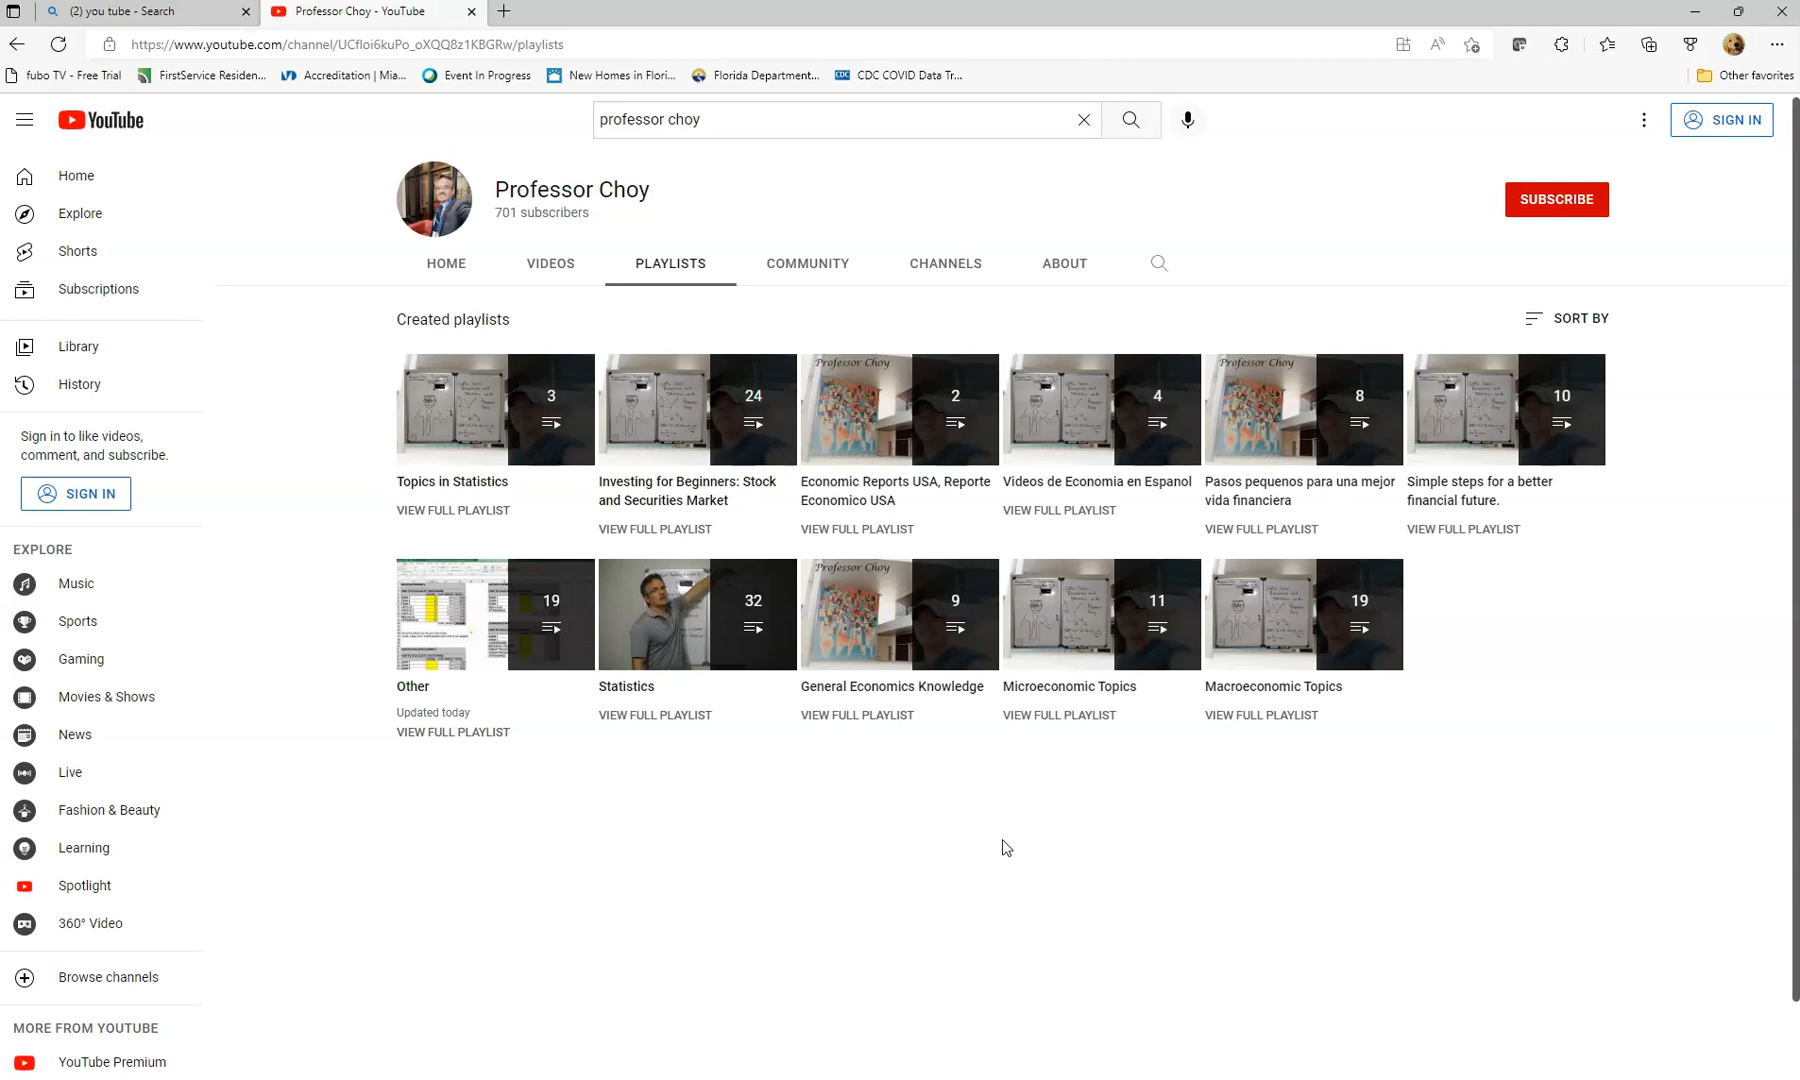 (2) you tube - Search
Professor Choy - YouTube
https://www.youtube.com/channel/UCfloi6kuPo_oXQQ8z1KBGRw/playlists
fubo TV - Free Trial
FirstService Residen...
Accreditation | Mia...
Event In Progress
New Homes in Flori...
Florida Department...
CDC COVID Data Tr...
Other favorites
YouTube
professor choy
SIGN IN
Home
Explore
Shorts
Subscriptions
Library
History
Sign in to like videos,
comment, and subscribe.
SIGN IN
EXPLORE
Music
Sports
Gaming
Movies & Shows
News
Live
Fashion & Beauty
Learning
Spotlight
360° Video
Browse channels
MORE FROM YOUTUBE
YouTube Premium
Professor Choy
701 subscribers
SUBSCRIBE
HOME
VIDEOS
PLAYLISTS
COMMUNITY
CHANNELS
ABOUT
Created playlists
SORT BY
3
Topics in Statistics
VIEW FULL PLAYLIST
24
Investing for Beginners: Stock
and Securities Market
VIEW FULL PLAYLIST
Professor Choy
2
Economic Reports USA, Reporte
Economico USA
VIEW FULL PLAYLIST
4
Videos de Economia en Espanol
VIEW FULL PLAYLIST
Professor Choy
8
Pasos pequenos para una mejor
vida financiera
VIEW FULL PLAYLIST
10
Simple steps for a better
financial future.
VIEW FULL PLAYLIST
19
Other
Updated today
VIEW FULL PLAYLIST
32
Statistics
VIEW FULL PLAYLIST
Professor Choy
9
General Economics Knowledge
VIEW FULL PLAYLIST
11
Microeconomic Topics
VIEW FULL PLAYLIST
19
Macroeconomic Topics
VIEW FULL PLAYLIST